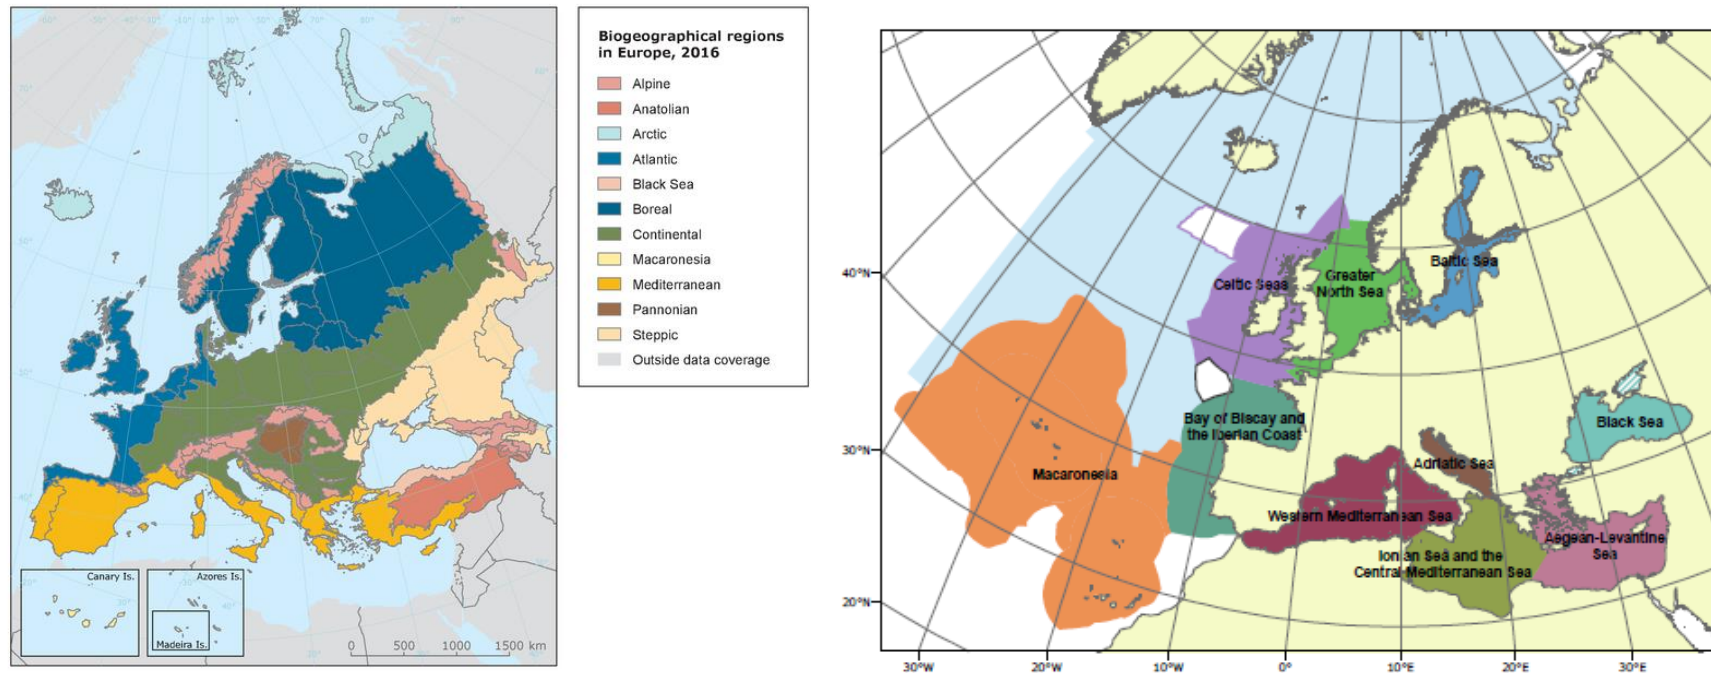 Biogeographical regions
in Europe, 2016
Alpine
Anatolian
Arctic
Atlantic
Black Sea
Boreal
Continental
Macaronesia
Mediterranean
Pannonian
Steppic
Outside data coverage
Canary Is.
Azores Is.
Madeira Is.
0 500 1000 1500 km
Celtic Seas
Greater
North Sea
Baltic Sea
Bay of Biscay and
the Iberian Coast
Macaronesia
Black Sea
Adriatic Sea
Western Mediterranean Sea
Ionian Sea and the
Central Mediterranean Sea
Aegean-Levantine
Sea
40°N
30°N
20°N
30°W
20°W
10°W
0°
10°E
20°E
30°E